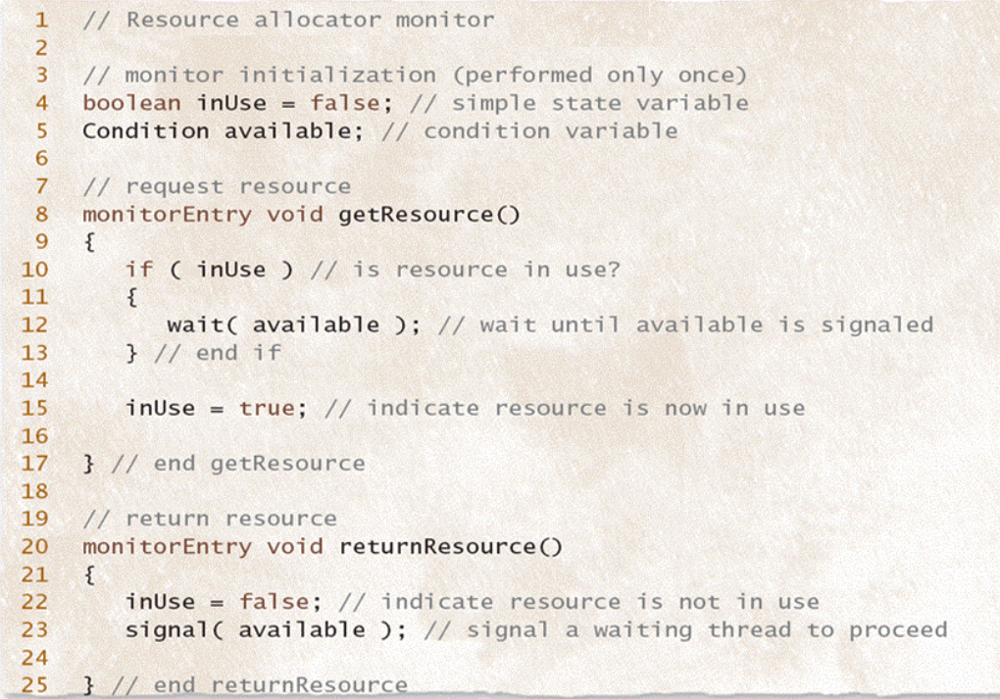 1 // Resource allocator monitor
2
3 // monitor initialization (performed only once)
4 boolean inUse = false; // simple state variable
5 Condition available; // condition variable
6
7 // request resource
8 monitorEntry void getResource()
9 {
10 if ( inUse ) // is resource in use?
11 {
12 wait( available ); // wait until available is signaled
13 } // end if
14
15 inUse = true; // indicate resource is now in use
16
17 } // end getResource
18
19 // return resource
20 monitorEntry void returnResource()
21 {
22 inUse = false; // indicate resource is not in use
23 signal( available ); // signal a waiting thread to proceed
24
25 } // end returnResource